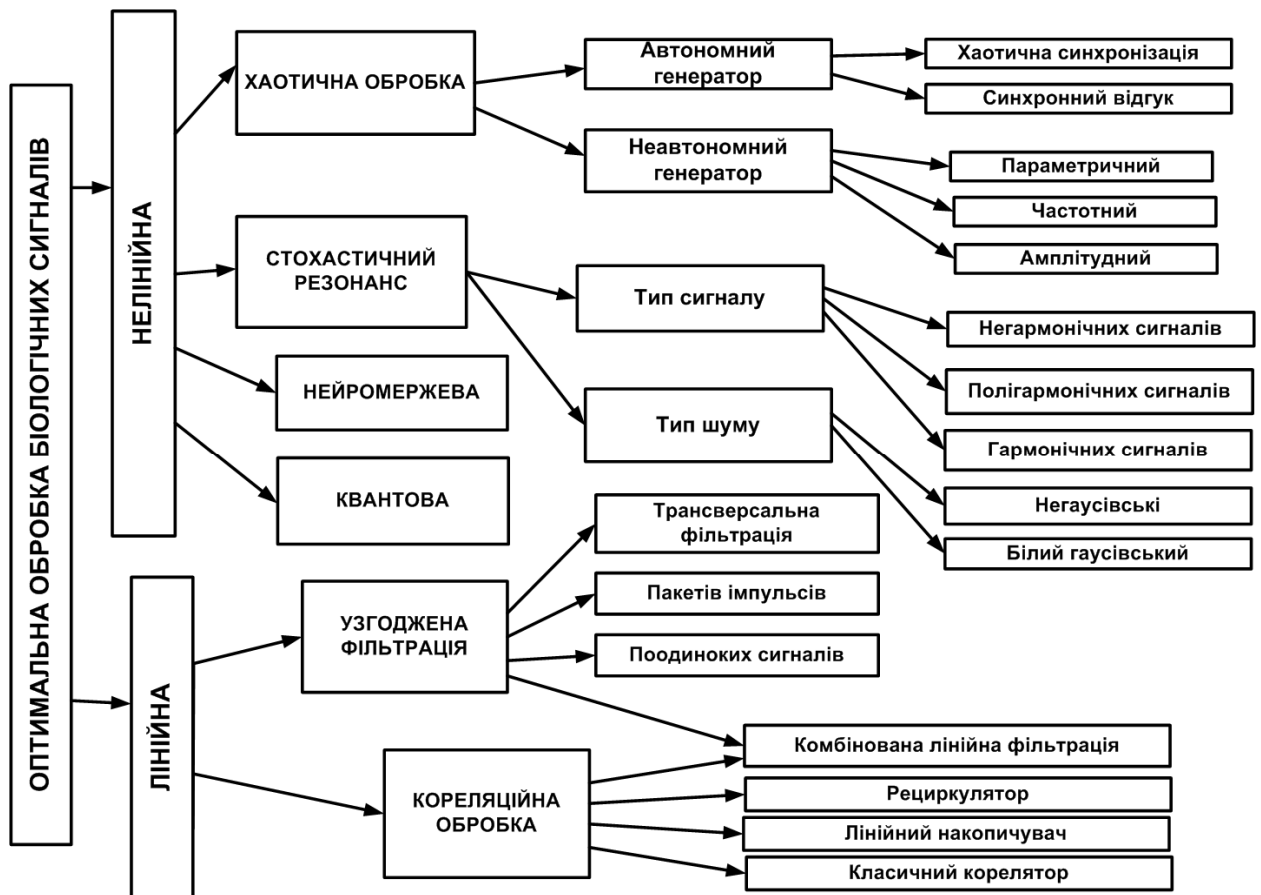 ОПТИМАЛЬНА ОБРОБКА БІОЛОГІЧНИХ СИГНАЛІВ
НЕЛІНІЙНА
ХАОТИЧНА ОБРОБКА
Автономний
генератор
Хаотична синхронізація
Синхронний відгук
Неавтономний
генератор
Параметричний
Частотний
Амплітудний
СТОХАСТИЧНИЙ
РЕЗОНАНС
Тип сигналу
Негармонічних сигналів
Полігармонічних сигналів
Гармонічних сигналів
Тип шуму
Негаусівські
Білий гаусівський
НЕЙРОМЕРЖЕВА
КВАНТОВА
ЛІНІЙНА
УЗГОДЖЕНА
ФІЛЬТРАЦІЯ
Трансверсальна
фільтрація
Пакетів імпульсів
Поодиноких сигналів
Комбінована лінійна фільтрація
КОРЕЛЯЦІЙНА
ОБРОБКА
Рециркулятор
Лінійний накопичувач
Класичний корелятор